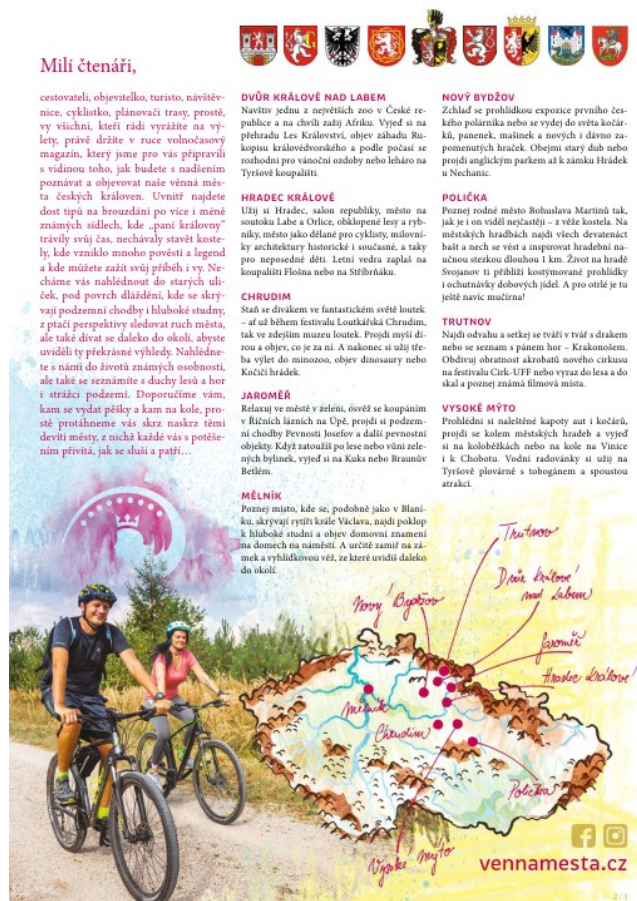 Milí čtenáři,
cestovateli, objevitelko, turisto, návštěv-
nice, cyklistko, plánovači trasy, prostě,
vy všichni, kteří rádi vyrážíte na vý-
lety, právě držíte v ruce volnočasový
magazín, který jsme pro vás připravili
s vidinou toho, jak budete s nadšením
poznávat a objevovat naše věnná měs-
ta českých královen. Uvnitř najdete
dost tipů na brouzdání po více i méně
známých sídlech, kde „paní královny“
trávily svůj čas, nechávaly stavět koste-
ly, kde vzniklo mnoho pověstí a legend
a kde můžete zažít svůj příběh i vy. Ne-
cháme vás nahlédnout do starých uli-
ček, pod povrch dláždění, kde se skrý-
vají podzemní chodby i hluboké studny,
z ptačí perspektivy sledovat ruch města,
ale také dívat se daleko do okolí, abyste
uviděli ty překrásné výhledy. Nahlédne-
te s námi do životů známých osobností,
ale také se seznámíte s duchy lesů a hor
i strážci podzemí. Doporučíme vám,
kam se vydat pěšky a kam na kole, pro-
stě protáhneme vás skrz naskrz těmi
devíti městy, z nichž každé vás s potěše-
ním přivítá, jak se sluší a patří…
DVŮR KRÁLOVÉ NAD LABEM
Navštiv jednu z největších zoo v České re-
publice a na chvíli zažij Afriku. Vyjeď si na
přehradu Les Království, objev záhadu Ru-
kopisu královédvorského a podle počasí se
rozhodni pro vánoční ozdoby nebo leháro na
Tyršově koupališti.
HRADEC KRÁLOVÉ
Užij si Hradec, salon republiky, město na
soutoku Labe a Orlice, obklopené lesy a ryb-
níky, město jako dělané pro cyklisty, milovní-
ky architektury historické i současné, a taky
pro neposedné děti. Letní vedra zaplaš na
koupališti Flošna nebo na Stříbrňáku.
CHRUDIM
Staň se divákem ve fantastickém světě loutek
– ať už během festivalu Loutkářská Chrudim,
tak ve zdejším muzeu loutek. Projdi myší dí-
rou a objev, co je za ní. A nakonec si užij tře-
ba výlet do minizoo, objev dinosaury nebo
Kočičí hrádek.
JAROMĚŘ
Relaxuj ve městě v zeleni, osvěž se koupáním
v Říčních lázních na Úpě, projdi si podzem-
ní chodby Pevnosti Josefov a další pevnostní
objekty. Když zatoužíš po lese nebo vůni zele-
ných bylinek, vyjeď si na Kuks nebo Braunův
Betlém.
MĚLNÍK
Poznej místo, kde se, podobně jako v Blaní-
ku, skrývají rytíři krále Václava, najdi poklop
k hluboké studni a objev domovní znamení
na domech na náměstí. A určitě zamiř na zá-
mek a vyhlídkovou věž, ze které uvidíš daleko
do okolí.
NOVÝ BYDŽOV
Zchlaď se prohlídkou expozice prvního čes-
kého polárníka nebo se vydej do světa kočár-
ků, panenek, mašinek a nových i dávno za-
pomenutých hraček. Obejmi starý dub nebo
projdi anglickým parkem až k zámku Hrádek
u Nechanic.
POLIČKA
Poznej rodné město Bohuslava Martinů tak,
jak je i on viděl nejčastěji – z věže kostela. Na
městských hradbách najdi všech devatenáct
bašt a nech se vést a inspirovat hradební na-
učnou stezkou dlouhou 1 km. Život na hradě
Svojanov ti přiblíží kostýmované prohlídky
i ochutnávky dobových jídel. A pro otrlé je tu
ještě navíc mučírna!
TRUTNOV
Najdi odvahu a setkej se tváří v tvář s drakem
nebo se seznam s pánem hor – Krakonošem.
Obdivuj obratnost akrobatů nového cirkusu
na festivalu Cirk-UFF nebo vyraz do lesa a do
skal a poznej známá filmová místa.
VYSOKÉ MÝTO
Prohlédni si naleštěné kapoty aut i kočárů,
projdi se kolem městských hradeb a vyjeď
si na koloběžkách nebo na kole na Vinice
i k Chobotu. Vodní radovánky si užij na
Tyršově plovárně s tobogánem a spoustou
atrakcí.
Trutnov
Dvůr Králové
nad Labem
Nový Bydžov
Jaroměř
Hradec Králové
Mělník
Chrudim
Polička
Vysoké Mýto
vennamesta.cz
2 / 3